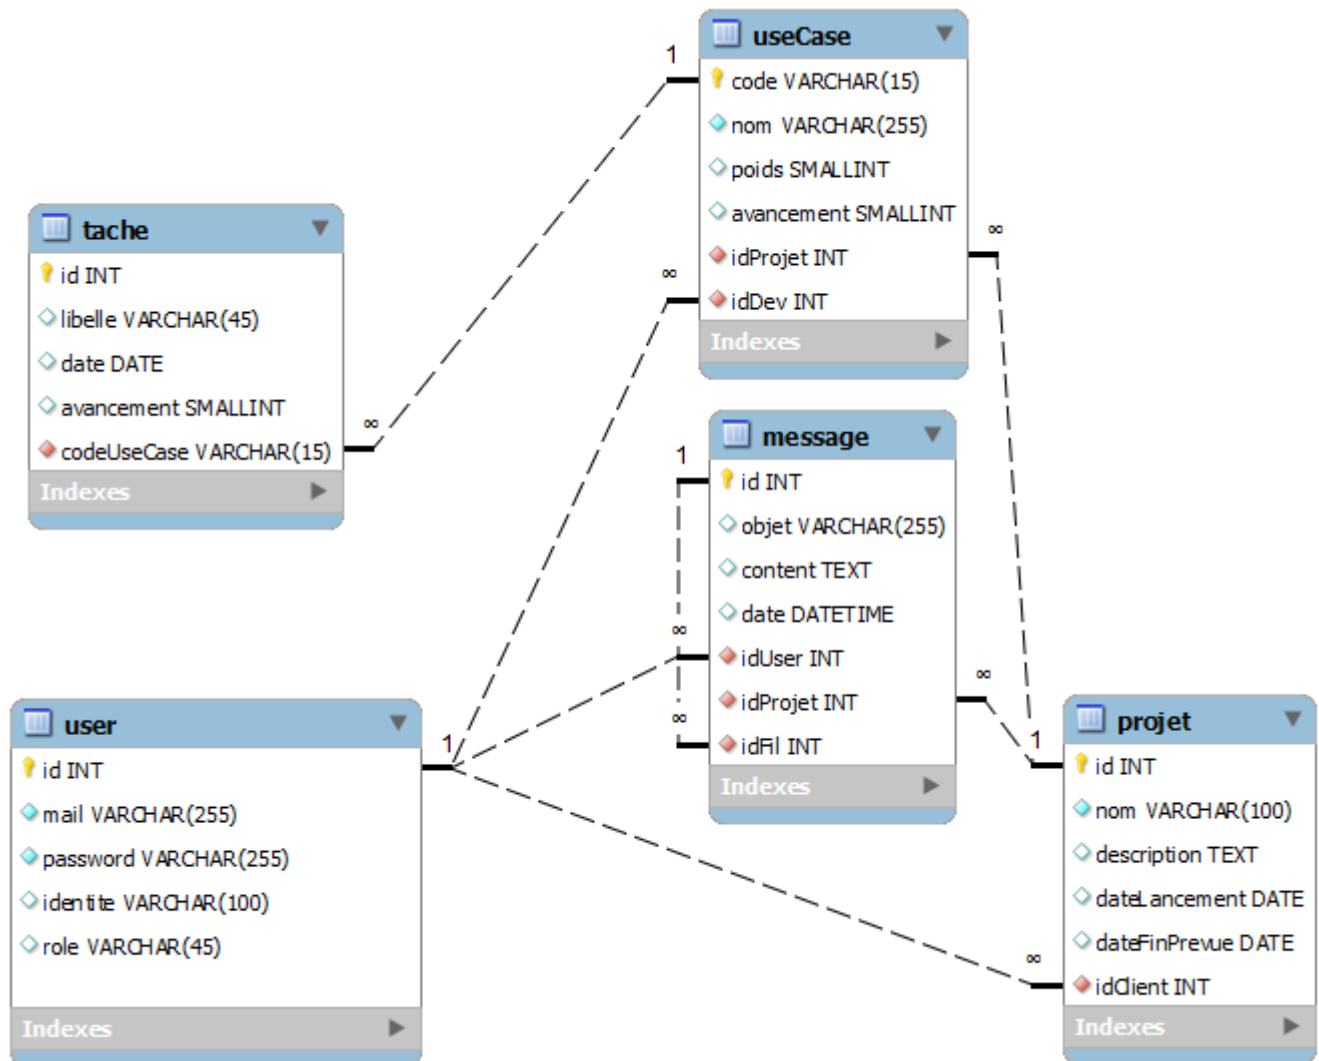 useCase
code VARCHAR(15)
nom VARCHAR(255)
poids SMALLINT
avancement SMALLINT
idProjet INT
idDev INT
Indexes
1
∞
∞
tache
id INT
libelle VARCHAR(45)
date DATE
avancement SMALLINT
codeUseCase VARCHAR(15)
Indexes
∞
message
id INT
objet VARCHAR(255)
content TEXT
date DATETIME
idUser INT
idProjet INT
idFil INT
Indexes
1
∞
∞
∞
user
id INT
mail VARCHAR(255)
password VARCHAR(255)
identite VARCHAR(100)
role VARCHAR(45)
Indexes
1
projet
id INT
nom VARCHAR(100)
description TEXT
dateLancement DATE
dateFinPrevue DATE
idClient INT
Indexes
1
∞